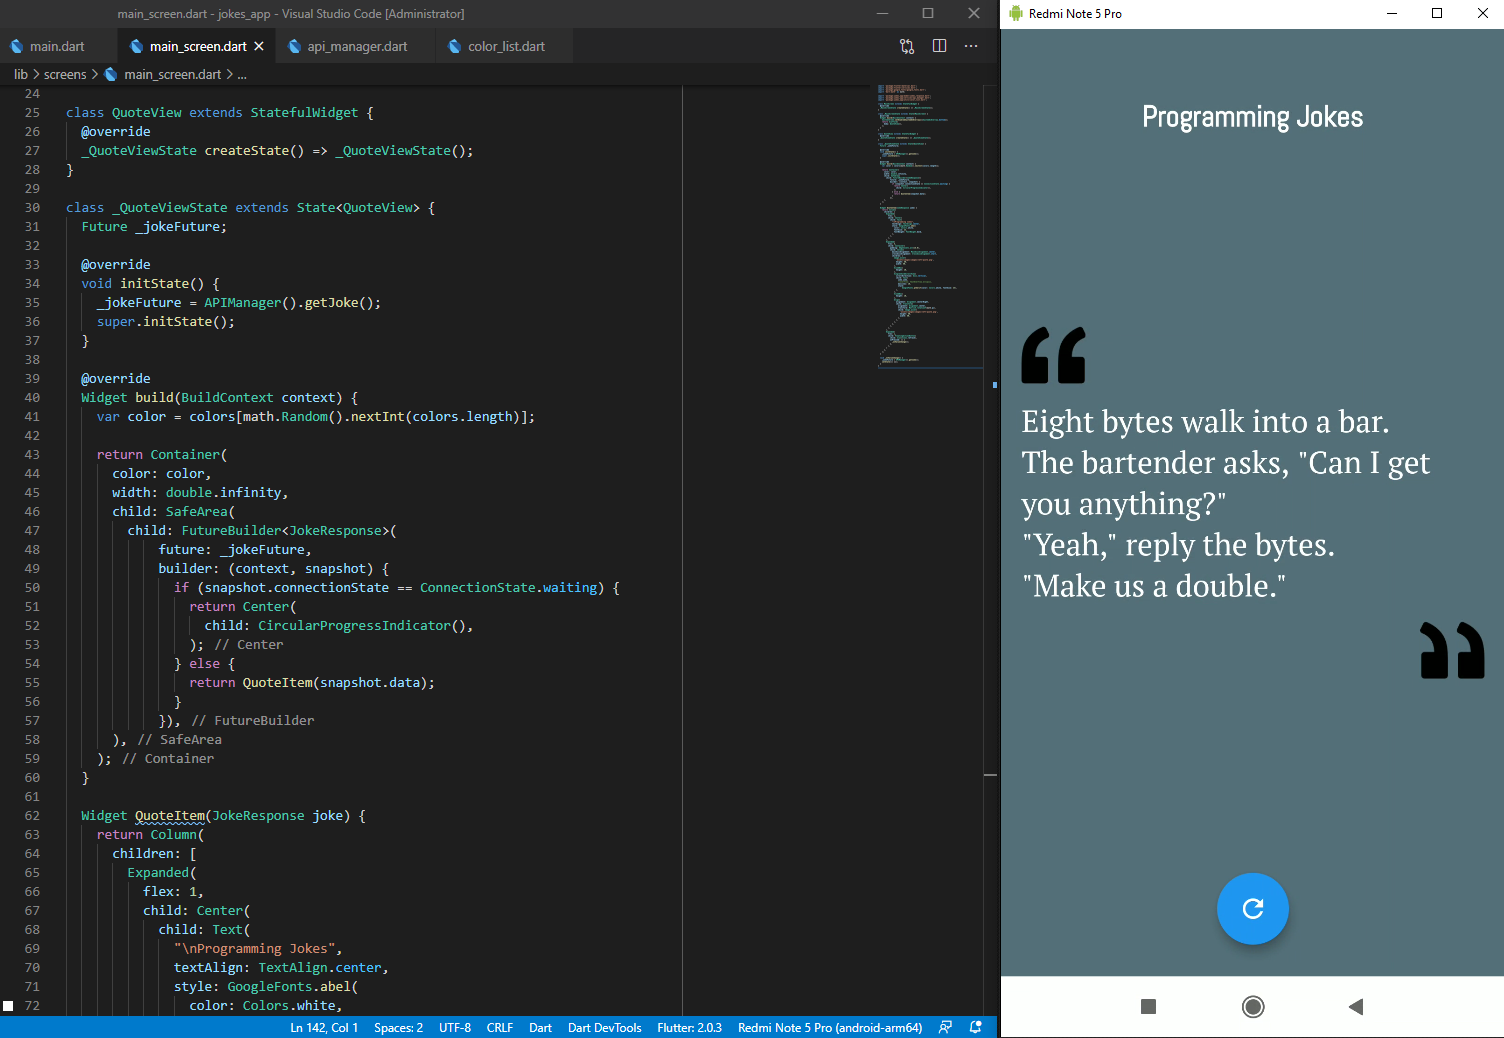 main_screen.dart - jokes_app - Visual Studio Code [Administrator]
main.dart
main_screen.dart
api_manager.dart
color_list.dart
lib > screens > main_screen.dart > ...
24
25 class QuoteView extends StatefulWidget {
26   @override
27   _QuoteViewState createState() => _QuoteViewState();
28 }
29
30 class _QuoteViewState extends State<QuoteView> {
31   Future _jokeFuture;
32
33   @override
34   void initState() {
35     _jokeFuture = APIManager().getJoke();
36     super.initState();
37   }
38
39   @override
40   Widget build(BuildContext context) {
41     var color = colors[math.Random().nextInt(colors.length)];
42
43     return Container(
44       color: color,
45       width: double.infinity,
46       child: SafeArea(
47         child: FutureBuilder<JokeResponse>(
48             future: _jokeFuture,
49             builder: (context, snapshot) {
50               if (snapshot.connectionState == ConnectionState.waiting) {
51                 return Center(
52                   child: CircularProgressIndicator(),
53                 ); // Center
54               } else {
55                 return QuoteItem(snapshot.data);
56               }
57             }), // FutureBuilder
58       ), // SafeArea
59     ); // Container
60   }
61
62   Widget QuoteItem(JokeResponse joke) {
63     return Column(
64       children: [
65         Expanded(
66           flex: 1,
67           child: Center(
68             child: Text(
69               "\nProgramming Jokes",
70               textAlign: TextAlign.center,
71               style: GoogleFonts.abel(
72                 color: Colors.white,
Ln 142, Col 1 Spaces: 2 UTF-8 CRLF Dart Dart DevTools Flutter: 2.0.3 Redmi Note 5 Pro (android-arm64)
Redmi Note 5 Pro
Programming Jokes
❝
Eight bytes walk into a bar.
The bartender asks, "Can I get
you anything?"
"Yeah," reply the bytes.
"Make us a double."
❞